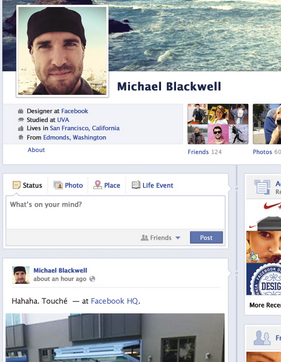 Michael Blackwell
Designer at Facebook
Studied at UVA
Lives in San Francisco, California
From Edmonds, Washington
About
Friends 124
Photos 60
Status
Photo
Place
Life Event
What's on your mind?
Friends
Post
Michael Blackwell
about an hour ago
Hahaha. Touché — at Facebook HQ.
More Rece
DESIGN